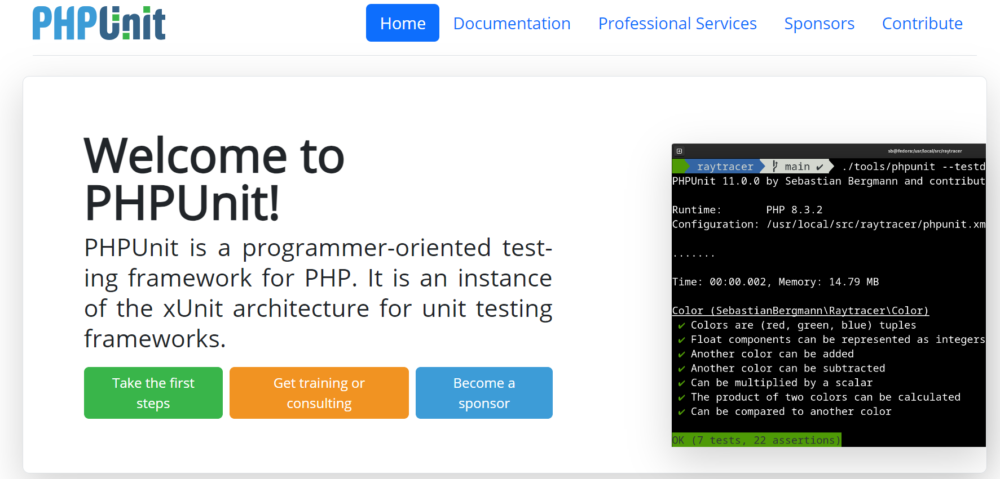 PHPUnit
Home Documentation Professional Services Sponsors Contribute
Welcome to
PHPUnit!
PHPUnit is a programmer-oriented test-
ing framework for PHP. It is an instance
of the xUnit architecture for unit testing
frameworks.
Take the first
steps
Get training or
consulting
Become a
sponsor
sb@fedora:/usr/local/src/raytracer
raytracer main ✔ ./tools/phpunit --testd
PHPUnit 11.0.0 by Sebastian Bergmann and contribut
Runtime: PHP 8.3.2
Configuration: /usr/local/src/raytracer/phpunit.xm
.......
Time: 00:00.002, Memory: 14.79 MB
Color (SebastianBergmann\Raytracer\Color)
✔ Colors are (red, green, blue) tuples
✔ Float components can be represented as integers
✔ Another color can be added
✔ Another color can be subtracted
✔ Can be multiplied by a scalar
✔ The product of two colors can be calculated
✔ Can be compared to another color
OK (7 tests, 22 assertions)